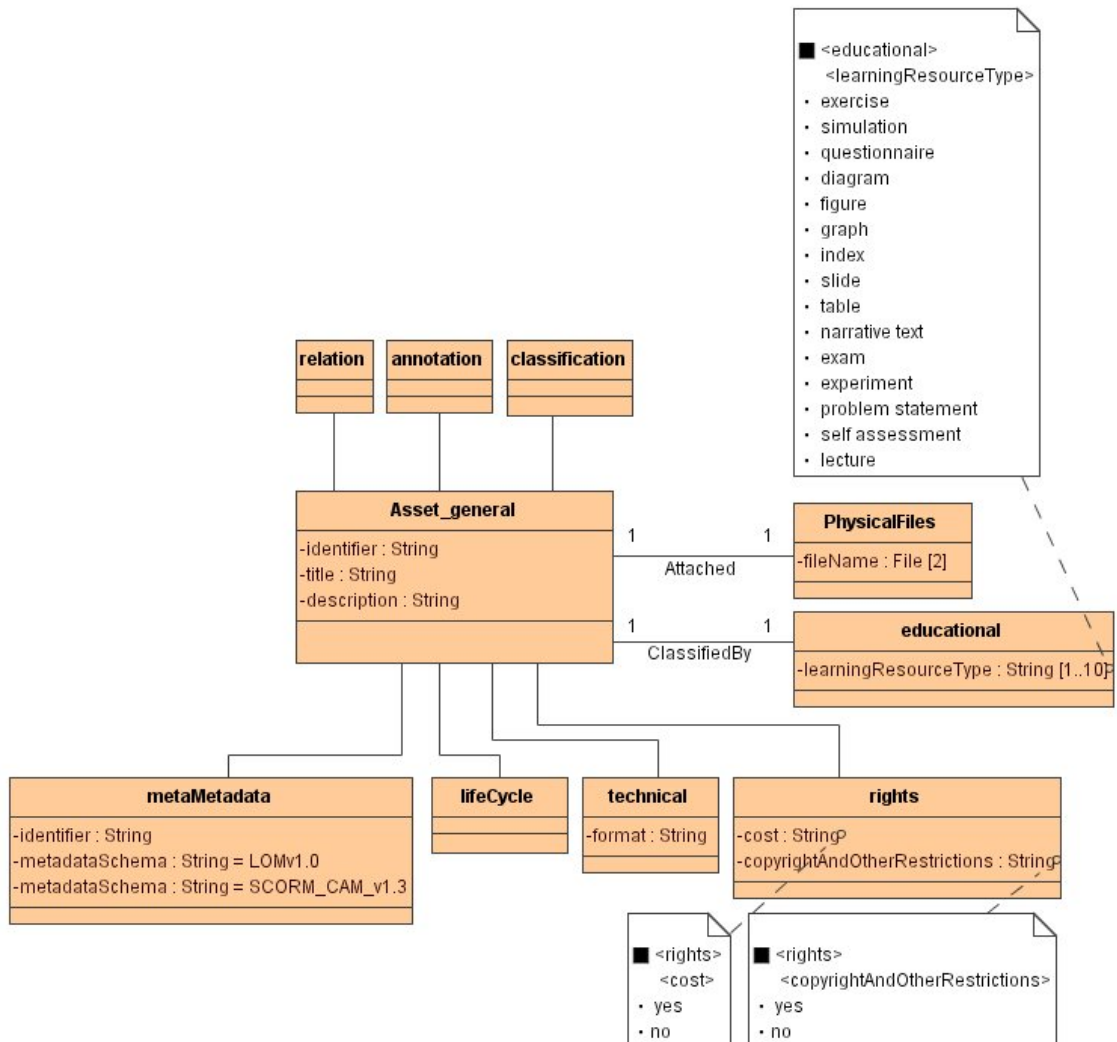 <educational>
<learningResourceType>
· exercise
· simulation
· questionnaire
· diagram
· figure
· graph
· index
· slide
· table
· narrative text
· exam
· experiment
· problem statement
· self assessment
· lecture
relation
annotation
classification
Asset_general
-identifier : String
-title : String
-description : String
1 1
Attached
PhysicalFiles
-fileName : File [2]
1 1
ClassifiedBy
educational
-learningResourceType : String [1..10]
metaMetadata
-identifier : String
-metadataSchema : String = LOMv1.0
-metadataSchema : String = SCORM_CAM_v1.3
lifeCycle
technical
-format : String
rights
-cost : String
-copyrightAndOtherRestrictions : String
<rights>
<cost>
· yes
· no
<rights>
<copyrightAndOtherRestrictions>
· yes
· no